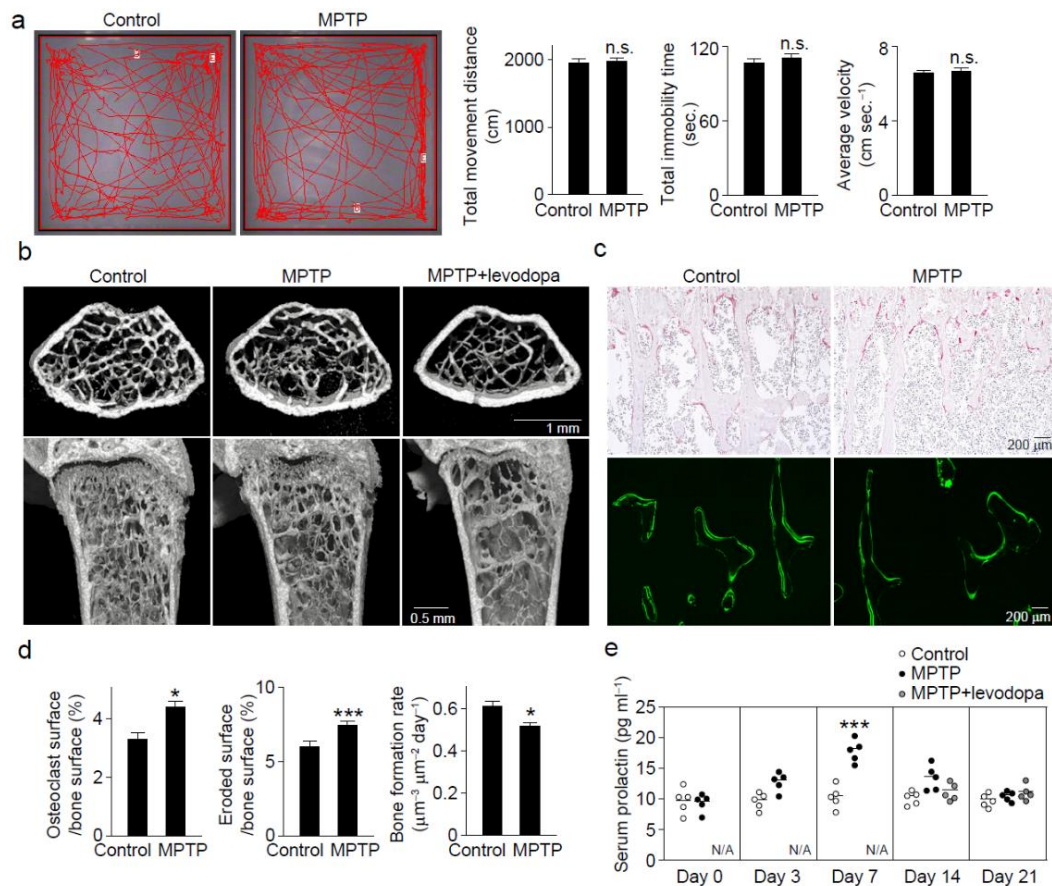 a
Control
MPTP
Total movement distance
(cm)
2000
1000
0
n.s.
Control MPTP
Total immobility time
(sec.)
120
60
0
n.s.
Control MPTP
Average velocity
(cm sec.⁻¹)
8
4
0
n.s.
Control MPTP
b
Control
MPTP
MPTP+levodopa
1 mm
0.5 mm
c
Control
MPTP
200 µm
200 µm
d
Osteoclast surface
/bone surface (%)
4
0
*
Control MPTP
Eroded surface
/bone surface (%)
10
5
0
***
Control MPTP
Bone formation rate
(µm⁻³ µm⁻² day⁻¹)
0.6
0.4
0.2
0
*
Control MPTP
e
Control
MPTP
MPTP+levodopa
Serum prolactin (pg ml⁻¹)
25
20
15
10
5
0
***
N/A
N/A
N/A
Day 0
Day 3
Day 7
Day 14
Day 21